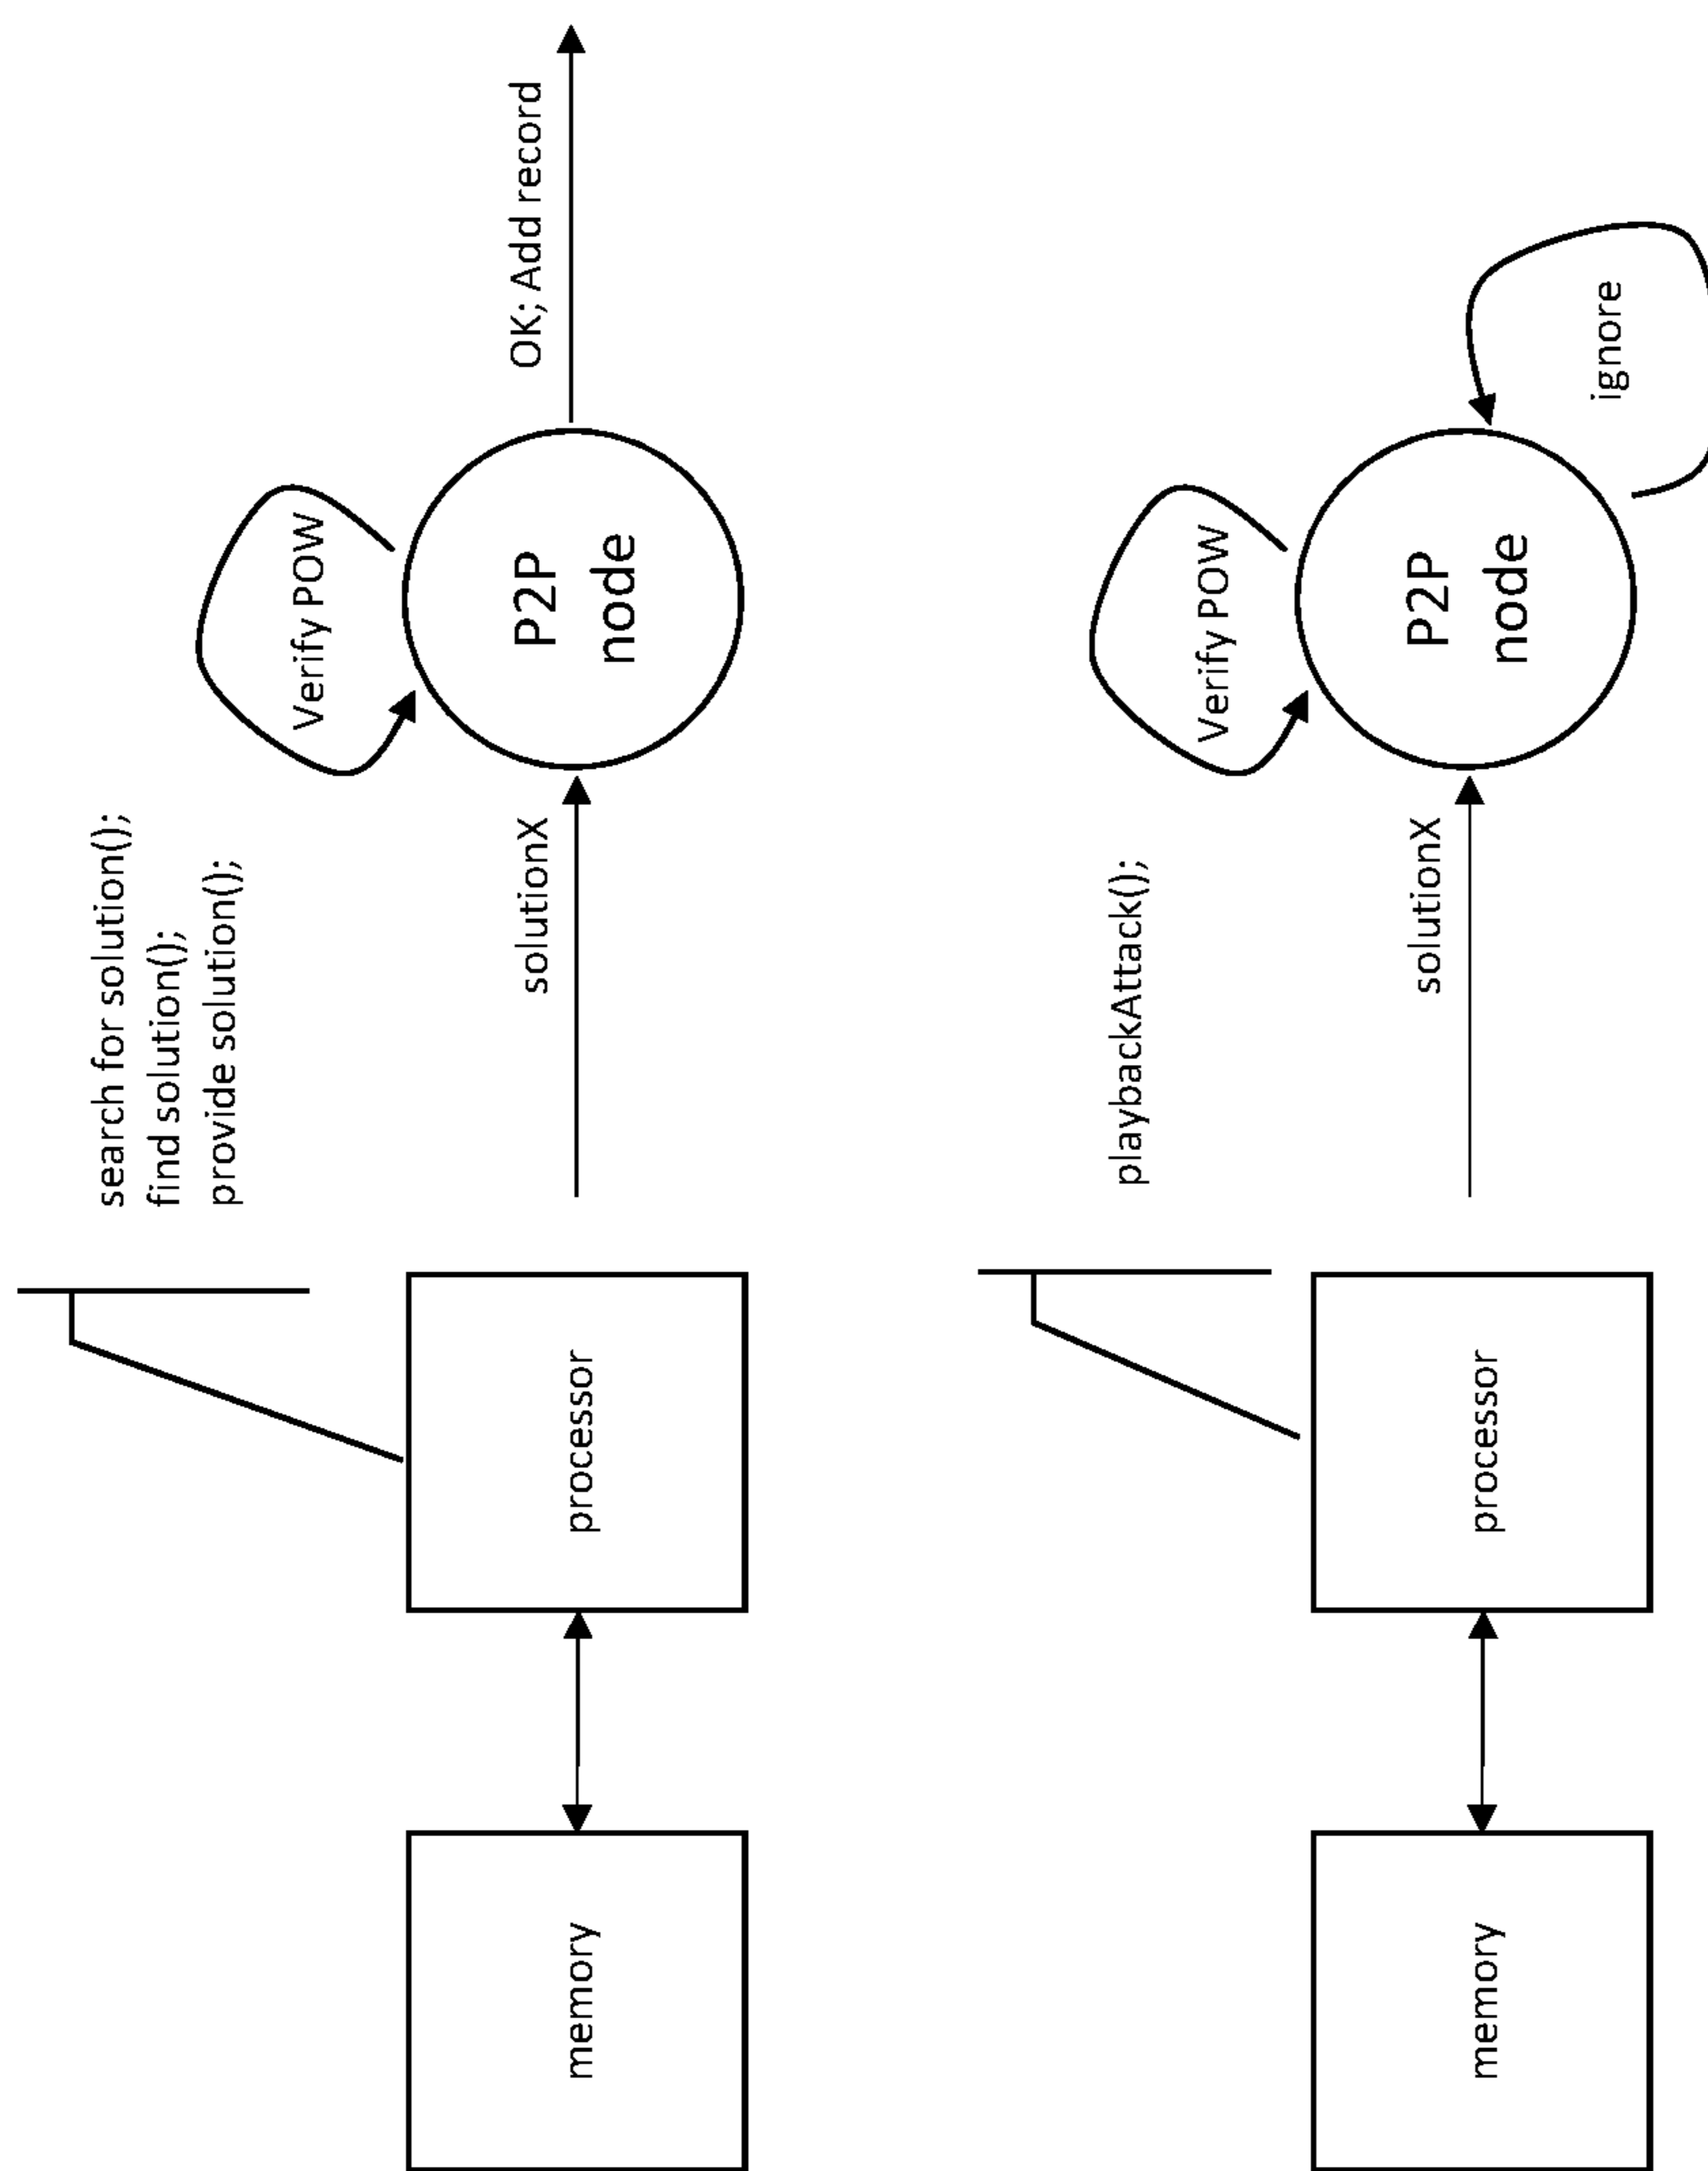 search for solution();
find solution();
provide solution();
Verify POW
memory
processor
solutionX
P2P
node
OK; Add record
playbackAttack();
Verify POW
memory
processor
solutionX
P2P
node
ignore